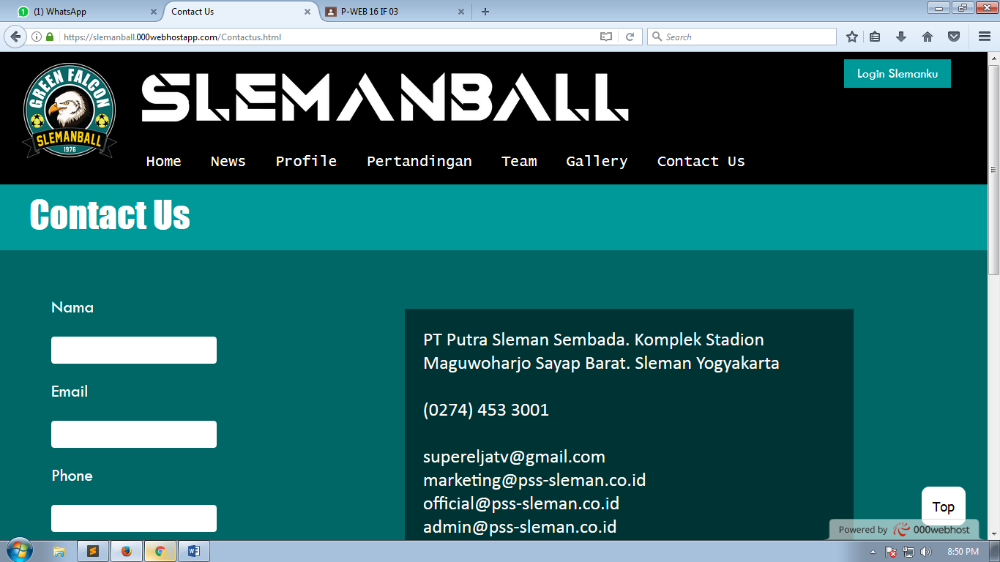 (1) WhatsApp
Contact Us
P-WEB 16 IF 03
https://slemanball.000webhostapp.com/Contactus.html
Search
GREEN FALCON
SLEMANBALL
1976
SLEMANBALL
Login Slemanku
Home News Profile Pertandingan Team Gallery Contact Us
Contact Us
Nama
Email
Phone
PT Putra Sleman Sembada. Komplek Stadion
Maguwoharjo Sayap Barat. Sleman Yogyakarta
(0274) 453 3001
supereljatv@gmail.com
marketing@pss-sleman.co.id
official@pss-sleman.co.id
admin@pss-sleman.co.id
Top
Powered by 000webhost
8:50 PM